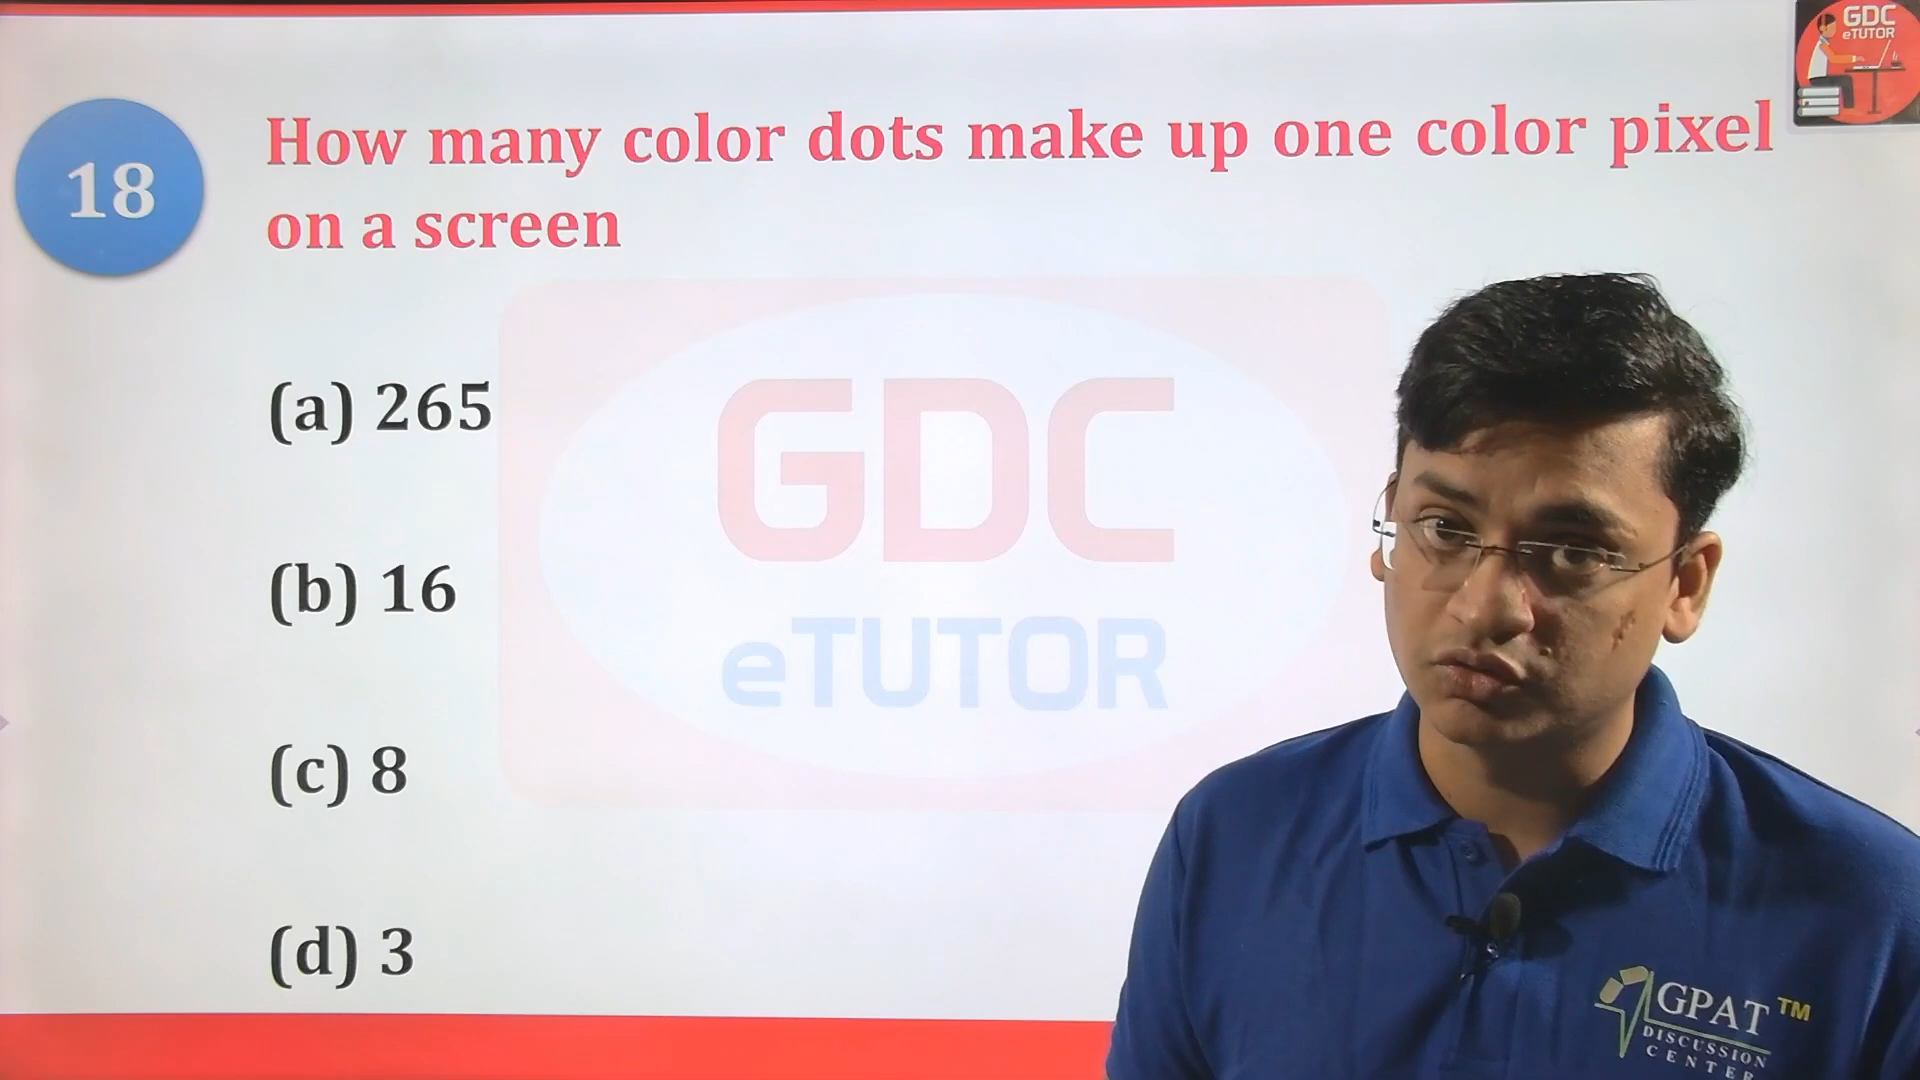 GDC
eTUTOR
18
How many color dots make up one color pixel
on a screen
(a) 265
(b) 16
(c) 8
(d) 3
GDC
eTUTOR
GPAT TM
DISCUSSION
CENTER